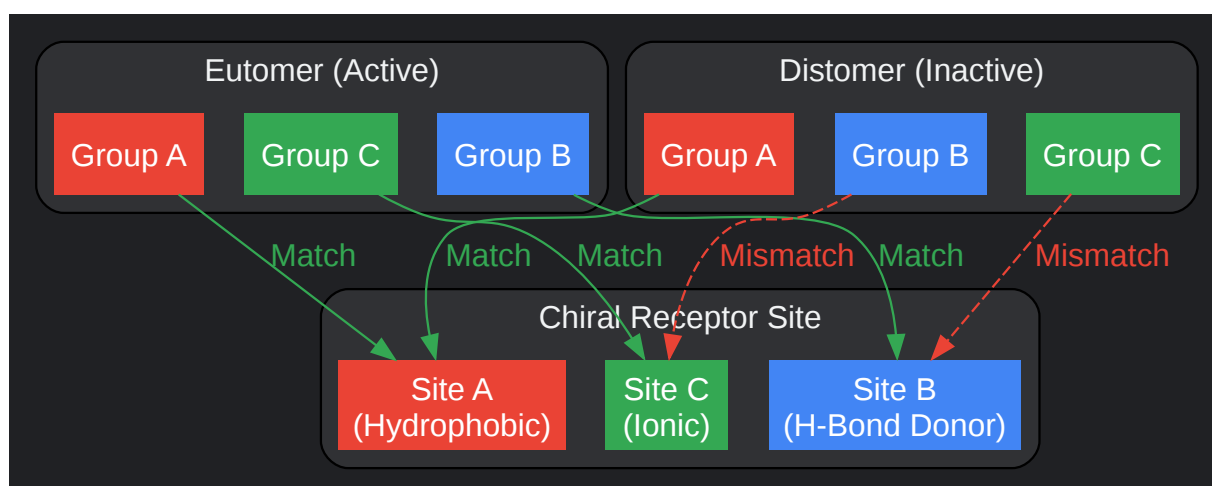 Eutomer (Active)
Distomer (Inactive)
Group A
Group C
Group B
Group A
Group B
Group C
Match
Match
Match
Mismatch
Match
Mismatch
Chiral Receptor Site
Site A
(Hydrophobic)
Site C
(Ionic)
Site B
(H-Bond Donor)